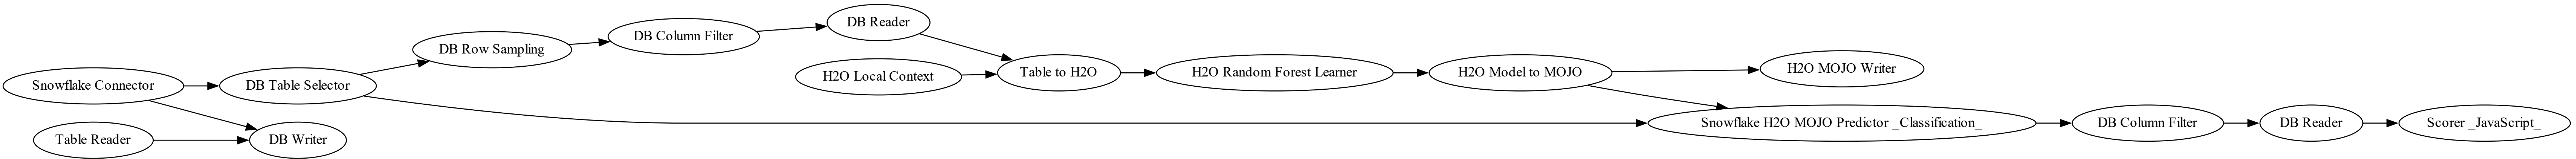 Snowflake Connector
Table Reader
DB Table Selector
DB Writer
DB Row Sampling
DB Column Filter
DB Reader
H2O Local Context
Table to H2O
H2O Random Forest Learner
H2O Model to MOJO
H2O MOJO Writer
Snowflake H2O MOJO Predictor _Classification_
DB Column Filter
DB Reader
Scorer _JavaScript_